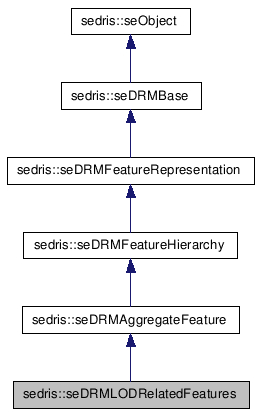 sedris::seObject
sedris::seDRMBase
sedris::seDRMFeatureRepresentation
sedris::seDRMFeatureHierarchy
sedris::seDRMAggregateFeature
sedris::seDRMLODRelatedFeatures